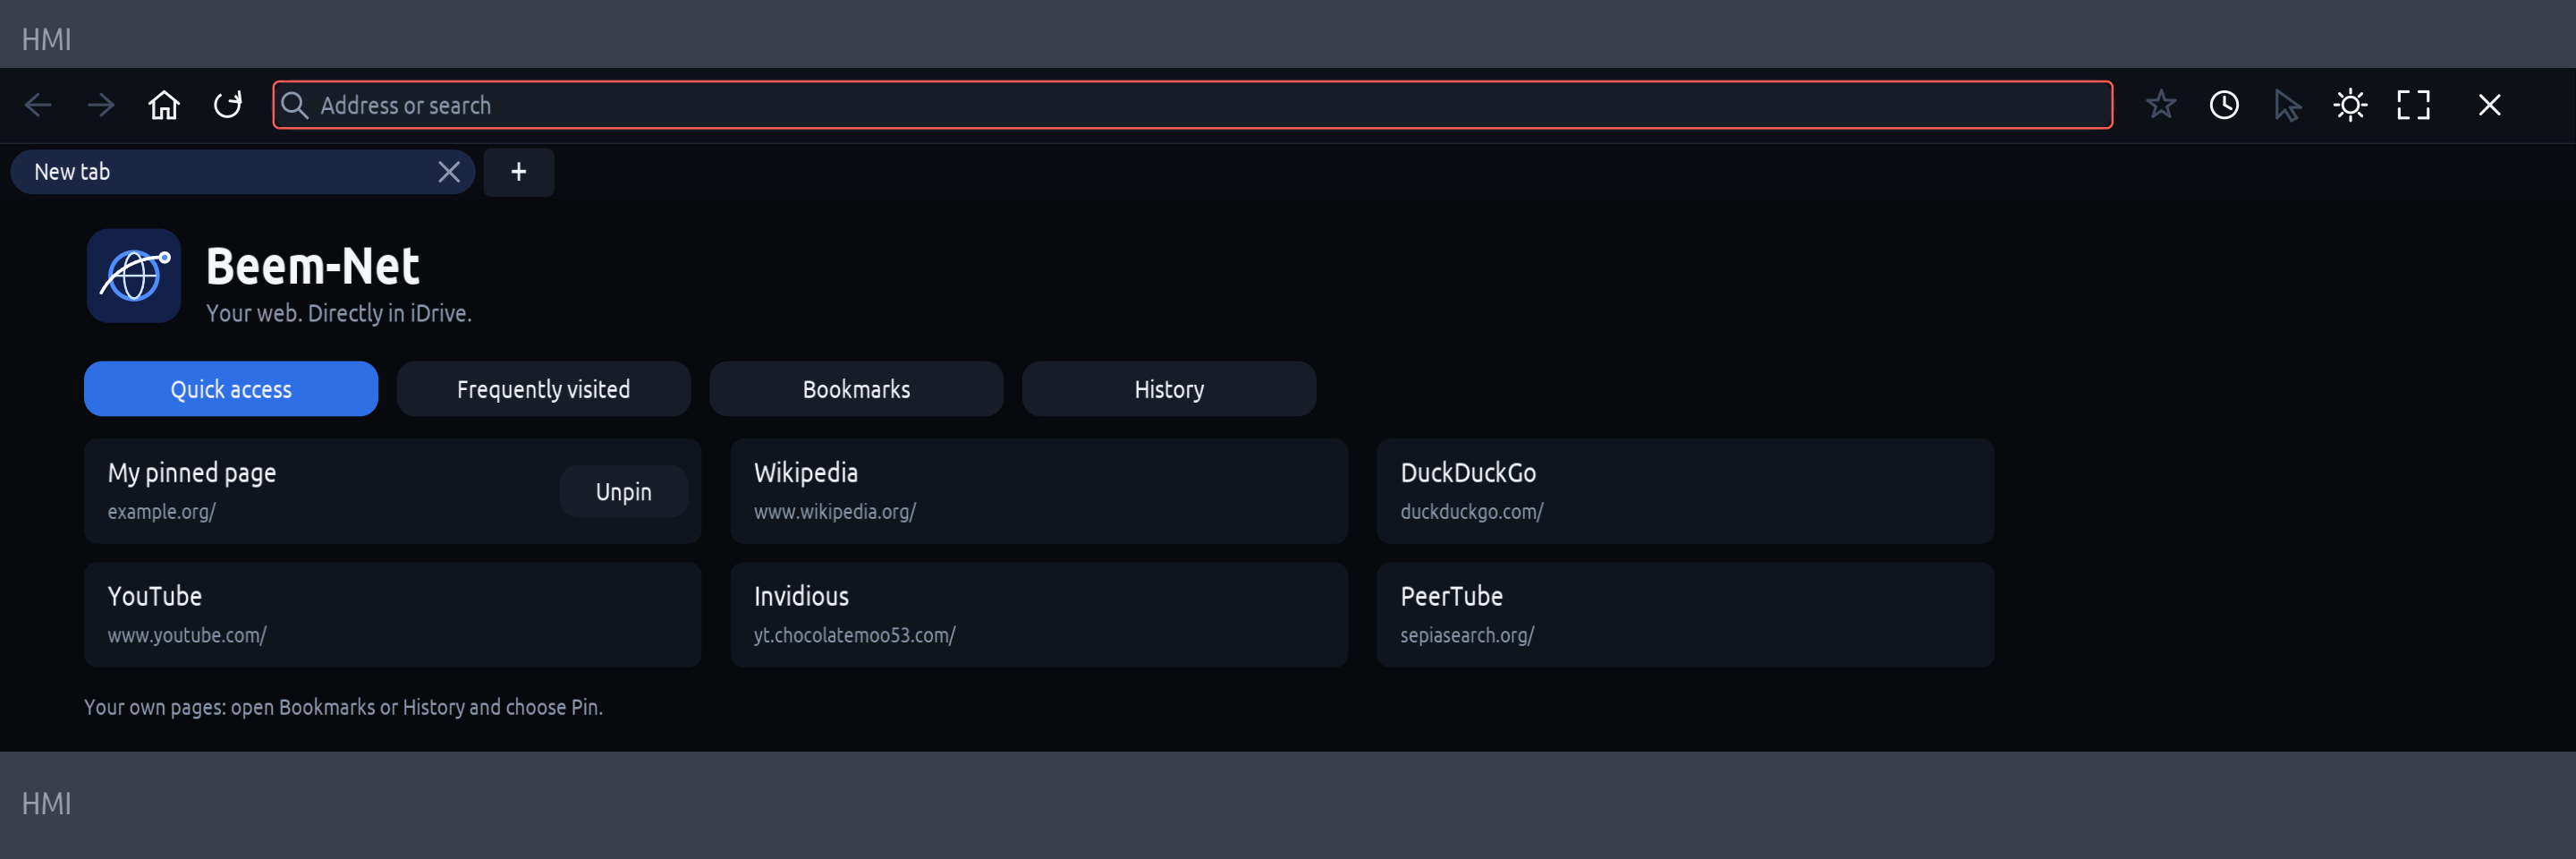 HMI
Address or search
New tab
+
Beem-Net
Your web. Directly in iDrive.
Quick access
Frequently visited
Bookmarks
History
My pinned page
example.org/
Unpin
Wikipedia
www.wikipedia.org/
DuckDuckGo
duckduckgo.com/
YouTube
www.youtube.com/
Invidious
yt.chocolatemoo53.com/
PeerTube
sepiasearch.org/
Your own pages: open Bookmarks or History and choose Pin.
HMI